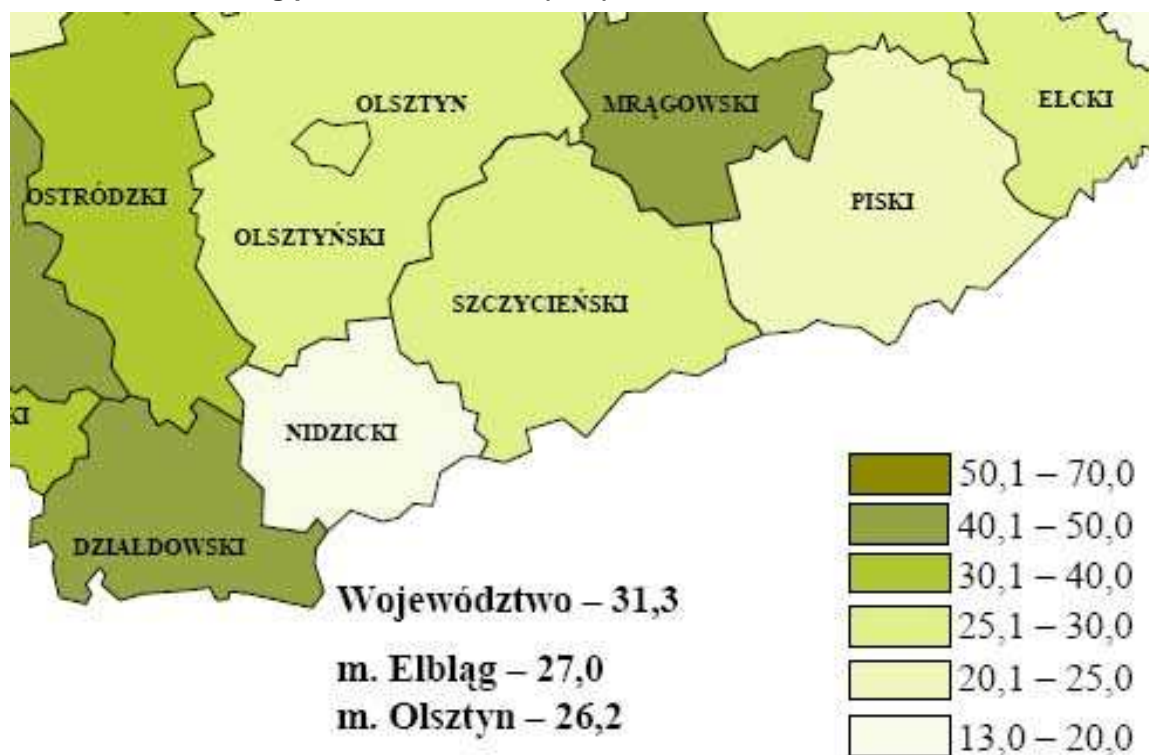 OLSZTYN
MRĄGOWSKI
EŁCKI
OSTRÓDZKI
PISKI
OLSZTYŃSKI
SZCZYCIEŃSKI
KI
NIDZICKI
DZIAŁDOWSKI
50,1 – 70,0
40,1 – 50,0
30,1 – 40,0
25,1 – 30,0
20,1 – 25,0
13,0 – 20,0
Województwo – 31,3
m. Elbląg – 27,0
m. Olsztyn – 26,2